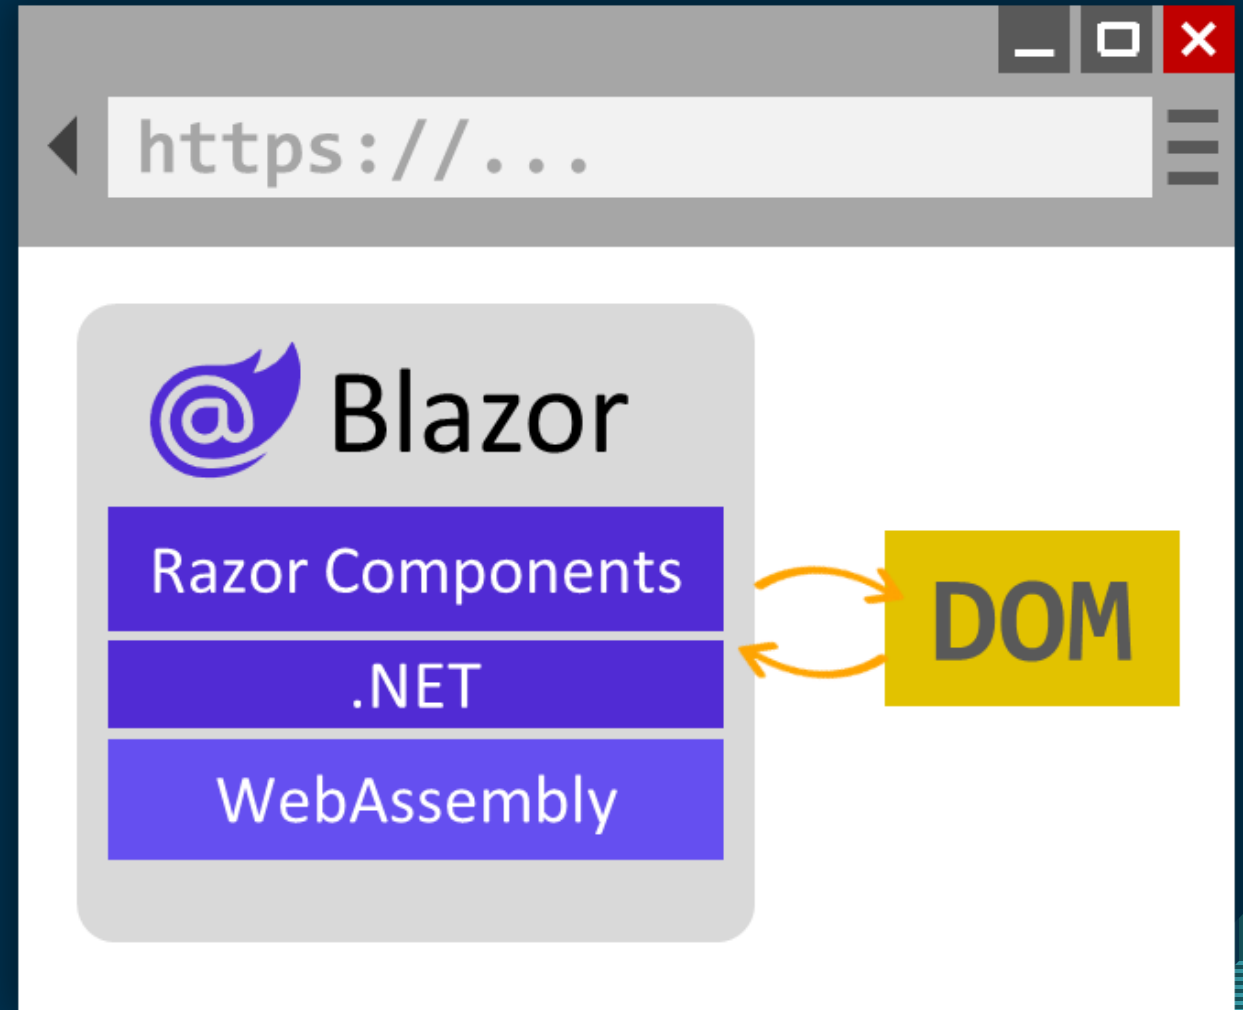 https://...
@ Blazor
Razor Components
.NET
WebAssembly
DOM